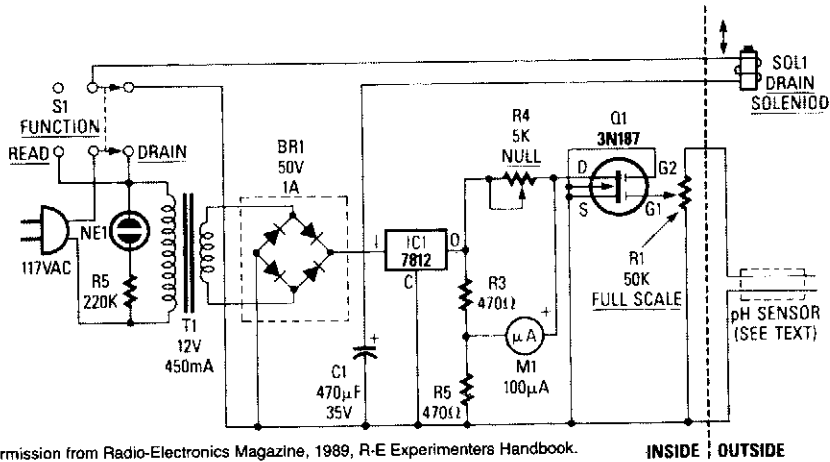 S1
FUNCTION
READ
DRAIN
117VAC
NE1
R5
220K
T1
12V
450mA
BR1
50V
1A
C1
470µF
35V
+
I
IC1
7812
O
C
R3
470Ω
R5
470Ω
R4
5K
NULL
+
µA
M1
100µA
Q1
3N187
D
S
G2
G1
R1
50K
FULL SCALE
SOL1
DRAIN
SOLENIOD
pH SENSOR
(SEE TEXT)
rmission from Radio-Electronics Magazine, 1989, R-E Experimenters Handbook.
INSIDE OUTSIDE